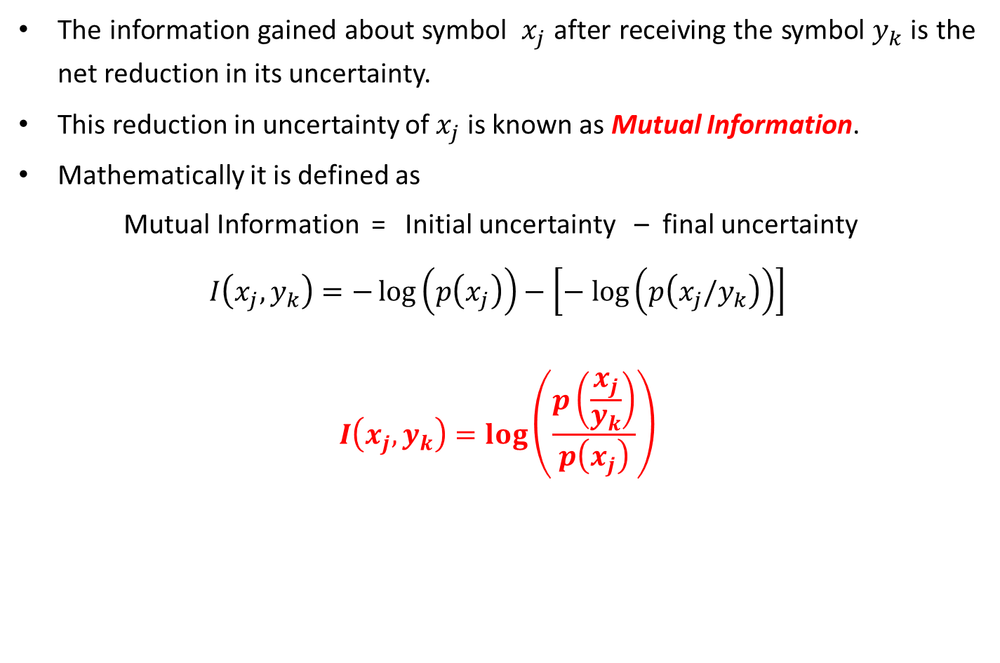 • The information gained about symbol $x_j$ after receiving the symbol $y_k$ is the
net reduction in its uncertainty.
• This reduction in uncertainty of $x_j$ is known as Mutual Information.
• Mathematically it is defined as
Mutual Information = Initial uncertainty – final uncertainty
$I(x_j, y_k) = -\log\left(p(x_j)\right) - \left[-\log\left(p(x_j/y_k)\right)\right]$
$I(x_j, y_k) = \log\left(\frac{p\left(\frac{x_j}{y_k}\right)}{p(x_j)}\right)$